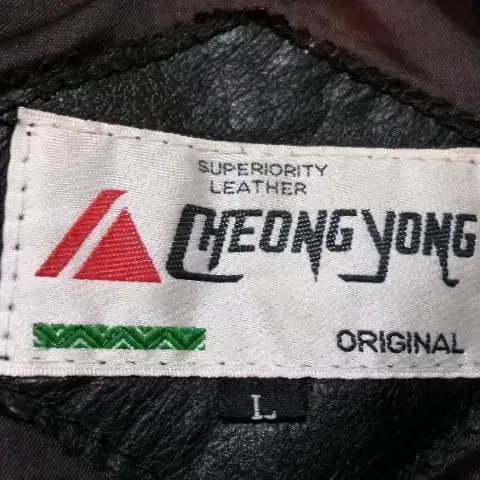 SUPERIORITY
LEATHER
CHEONG YONG
ORIGINAL
L